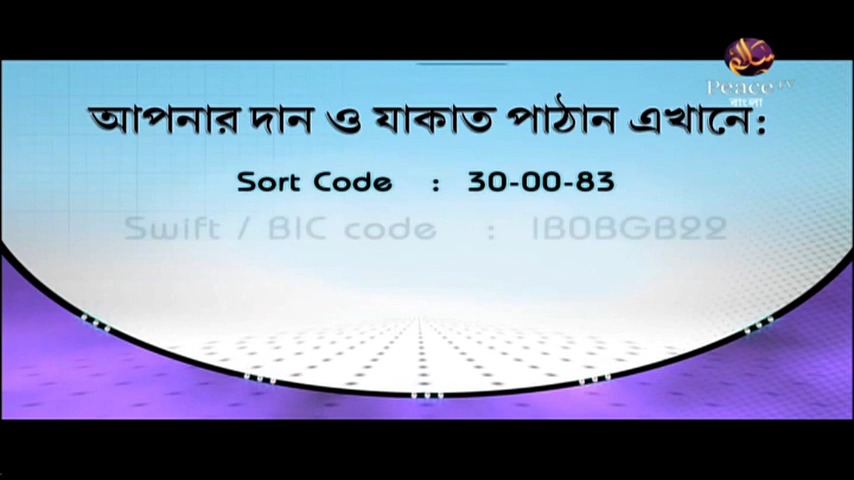 Peace TV
বাংলা
আপনার দান ও যাকাত পাঠান এখানে:
Sort Code : 30-00-83
Swift / BIC code : IBOBGB22